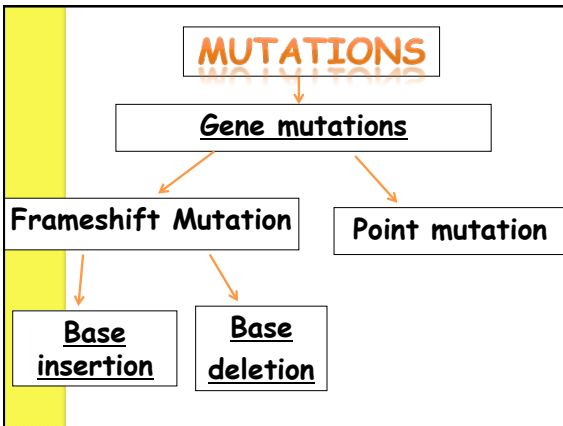 MUTATIONS
Gene mutations
Frameshift Mutation
Point mutation
Base
insertion
Base
deletion